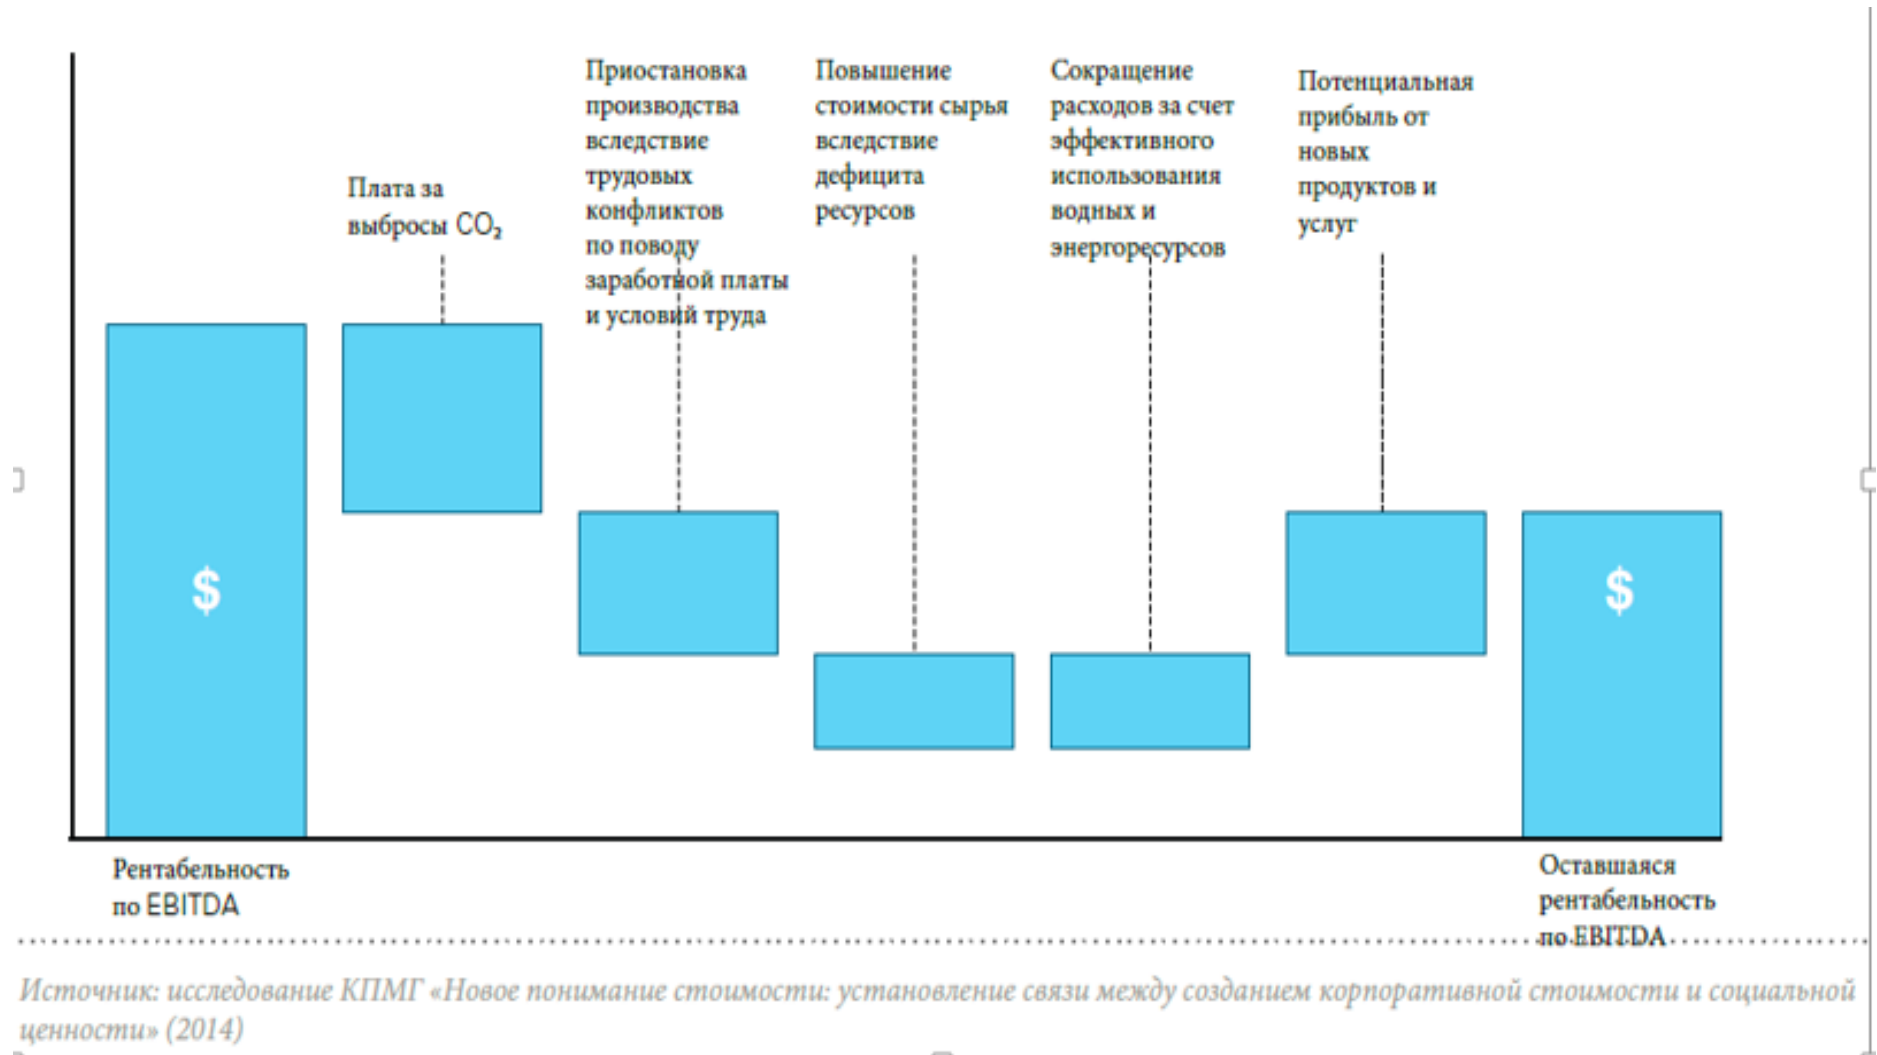 Плата за
выбросы CO₂
Приостановка
производства
вследствие
трудовых
конфликтов
по поводу
заработной платы
и условий труда
Повышение
стоимости сырья
вследствие
дефицита
ресурсов
Сокращение
расходов за счет
эффективного
использования
водных и
энергоресурсов
Потенциальная
прибыль от
новых
продуктов и
услуг
$
$
Рентабельность
по EBITDA
Оставшаяся
рентабельность
по EBITDA
Источник: исследование КПМГ «Новое понимание стоимости: установление связи между созданием корпоративной стоимости и социальной
ценности» (2014)